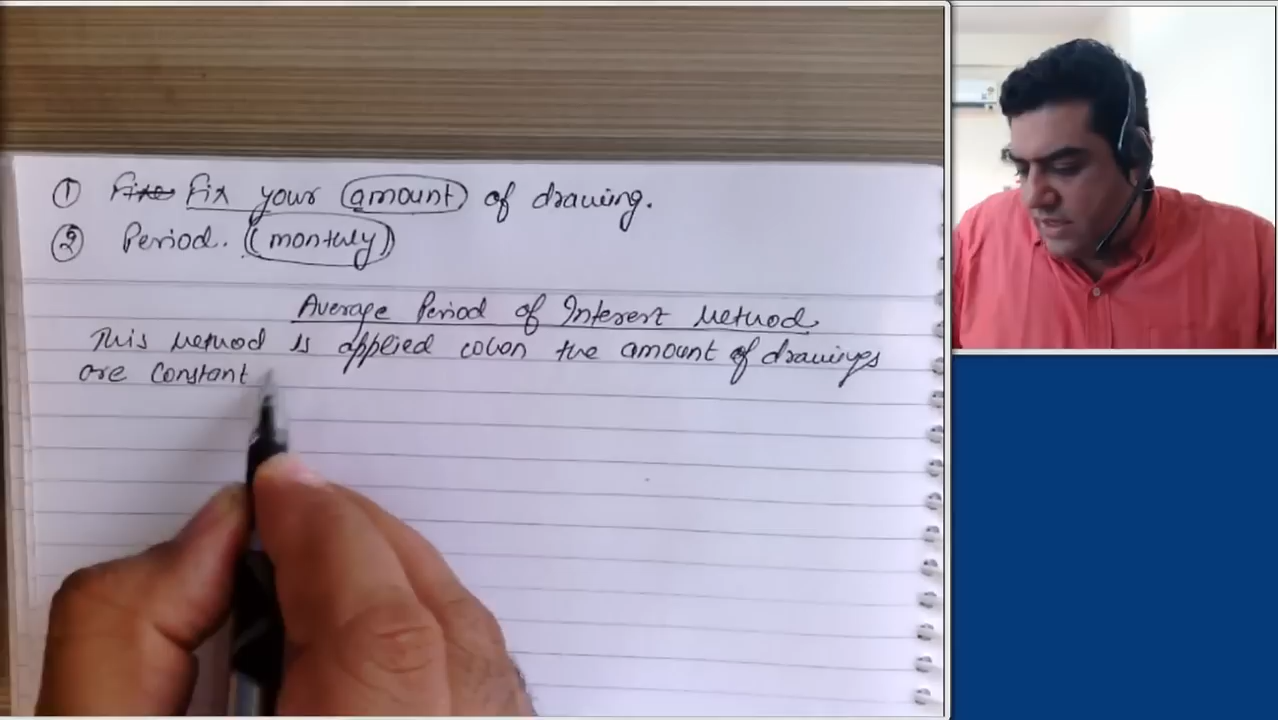 ① Fixe Fix your amount of drawing.
② Period. (monthly)
Average Period of Interest Method
This Method is applied when the amount of drawings
are Constant